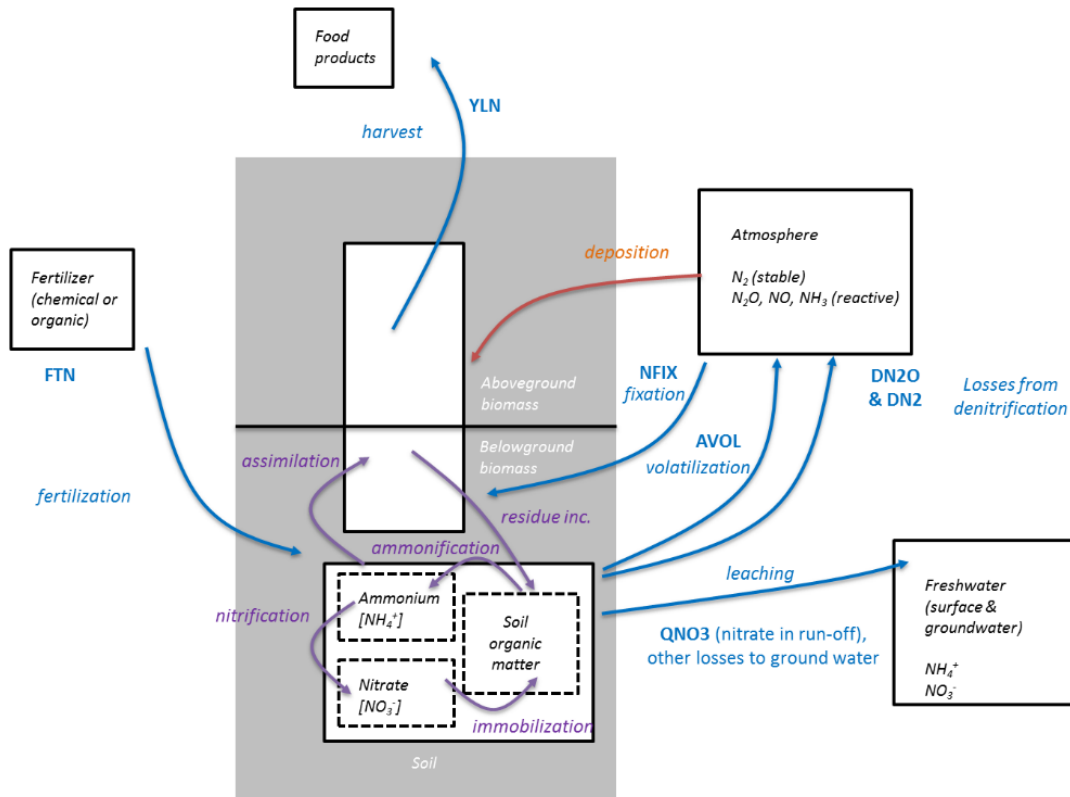 Food
products
YLN
harvest
Atmosphere
N₂ (stable)
N₂O, NO, NH₃ (reactive)
deposition
Fertilizer
(chemical or
organic)
FTN
Aboveground
biomass
NFIX
fixation
DN2O
& DN2
Losses from
denitrification
Belowground
biomass
AVOL
volatilization
assimilation
fertilization
residue inc.
ammonification
leaching
nitrification
Ammonium
[NH₄⁺]
Soil
organic
matter
Freshwater
(surface &
groundwater)
NH₄⁺
NO₃⁻
QNO3 (nitrate in run-off),
other losses to ground water
Nitrate
[NO₃⁻]
immobilization
Soil